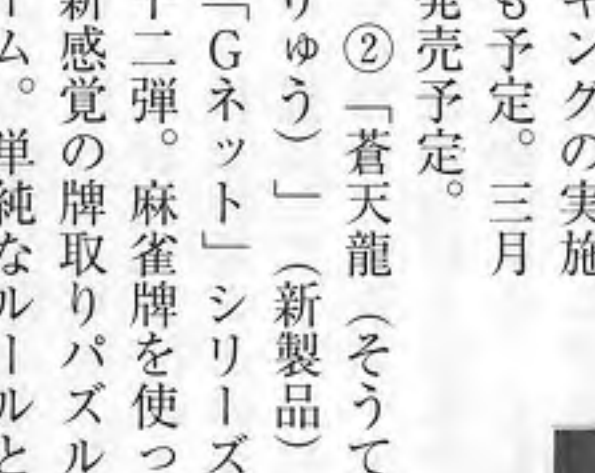 キングの実施
も予定。三月
発売予定。
②「蒼天龍（そうて
りゅう）」（新製品）
「Gネット」シリーズ
十二弾。麻雀牌を使っ
新感覚の牌取りパズル
ーム。単純なルールと